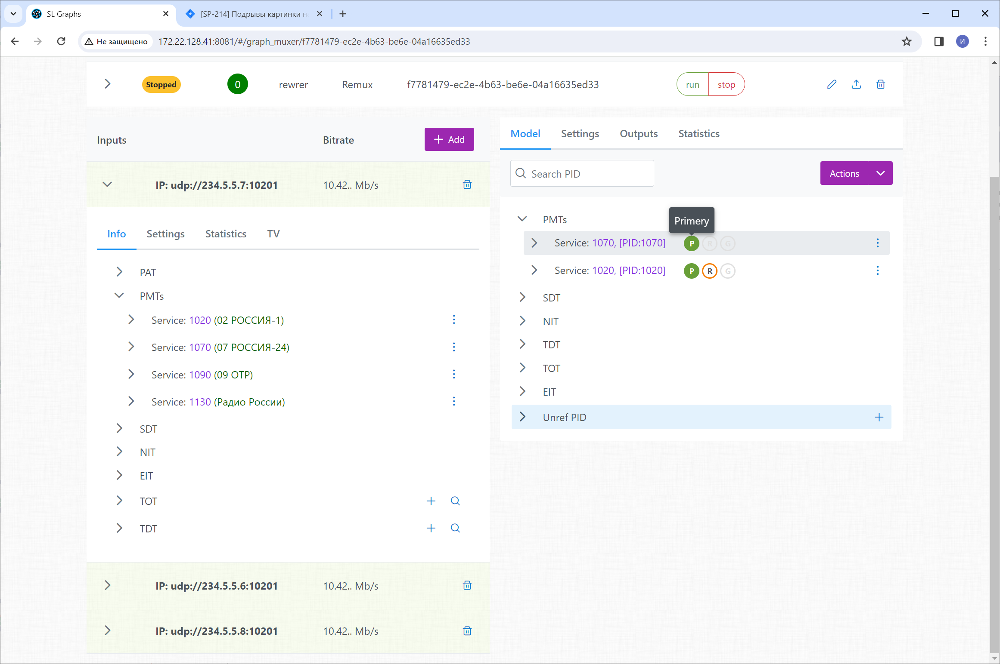 SL Graphs
[SP-214] Подрывы картинки
Не защищено
172.22.128.41:8081/#/graph_muxer/f7781479-ec2e-4b63-be6e-04a16635ed33
И
Stopped 0 rewrer Remux f7781479-ec2e-4b63-be6e-04a16635ed33 run stop
Inputs Bitrate + Add
IP: udp://234.5.5.7:10201 10.42.. Mb/s
Info Settings Statistics TV
PAT
PMTs
Service: 1020 (02 РОССИЯ-1)
Service: 1070 (07 РОССИЯ-24)
Service: 1090 (09 ОТР)
Service: 1130 (Радио России)
SDT
NIT
EIT
TOT
TDT
IP: udp://234.5.5.6:10201 10.42.. Mb/s
IP: udp://234.5.5.8:10201 10.42.. Mb/s
Model Settings Outputs Statistics
Search PID
Actions
PMTs
Primery
Service: 1070, [PID:1070] P R G
Service: 1020, [PID:1020] P R G
SDT
NIT
TDT
TOT
EIT
Unref PID